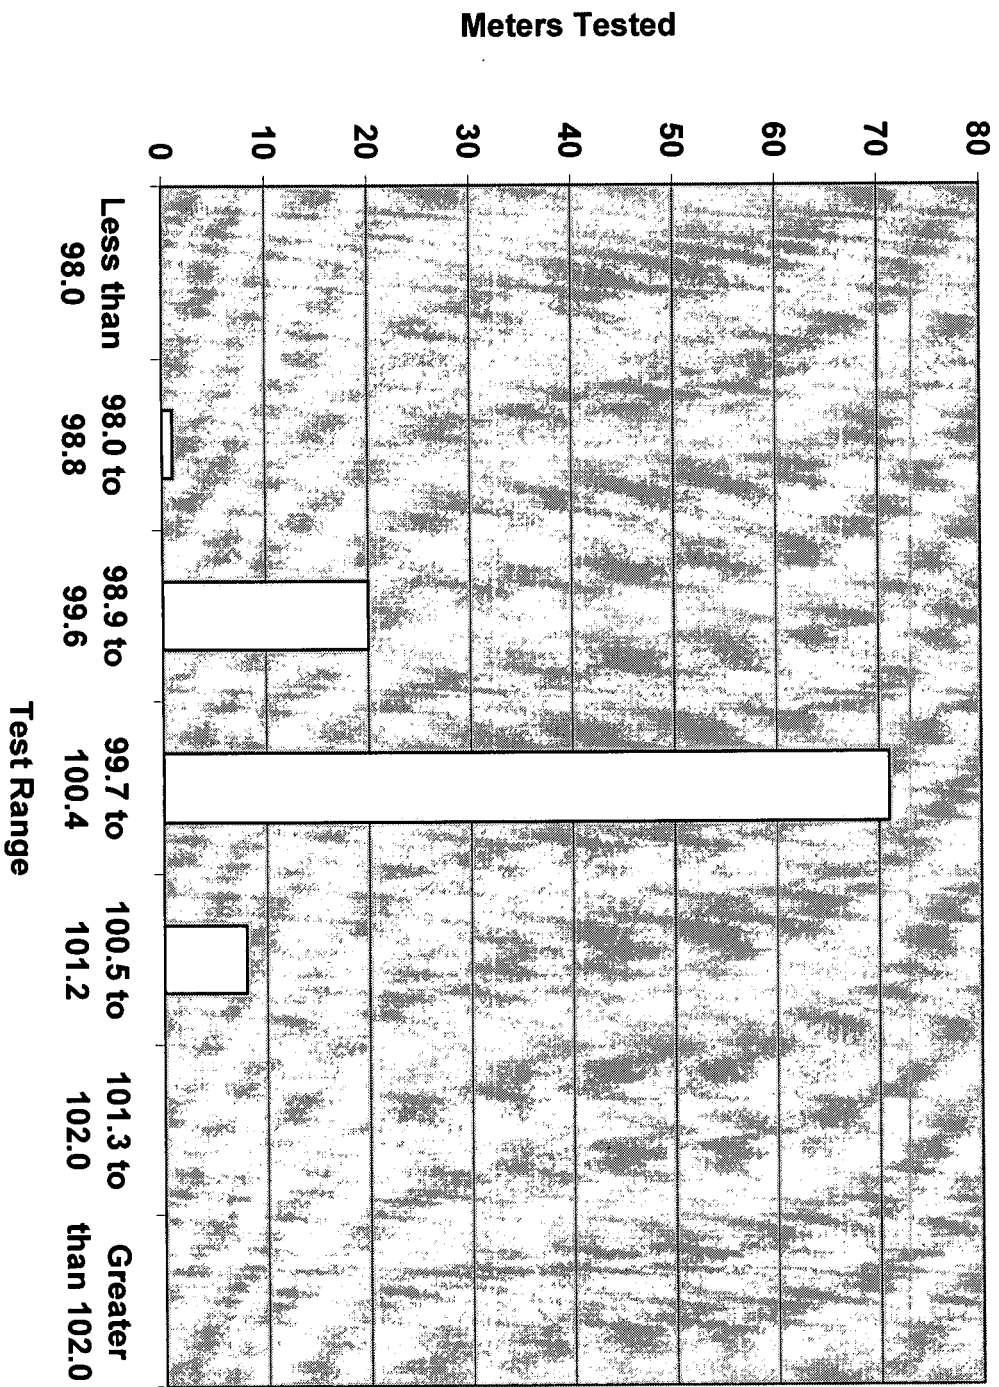 Meters Tested
80
70
60
50
40
30
20
10
0
Less than
98.0
98.0 to
98.8
98.9 to
99.6
99.7 to
100.4
100.5 to
101.2
101.3 to
102.0
Greater
than 102.0
Test Range